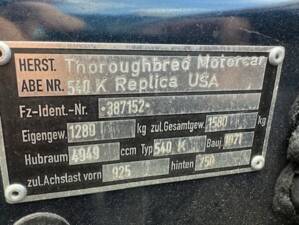 HERST. Thoroughbred Motorcar
ABE NR. 540 K Replica USA
Fz-Ident.-Nr. •387152•
Eigengew. 1280 kg zul.Gesamtgew. 1580 kg
Hubraum 4949 ccm Typ 540 K Bauj. 1971
zul.Achslast vorn 925 hinten 750